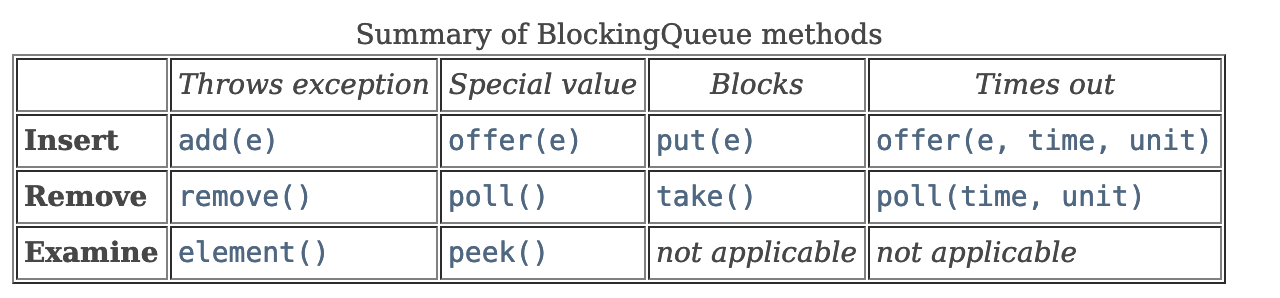 Summary of BlockingQueue methods
Throws exception Special value Blocks Times out
Insert add(e) offer(e) put(e) offer(e, time, unit)
Remove remove() poll() take() poll(time, unit)
Examine element() peek() not applicable not applicable